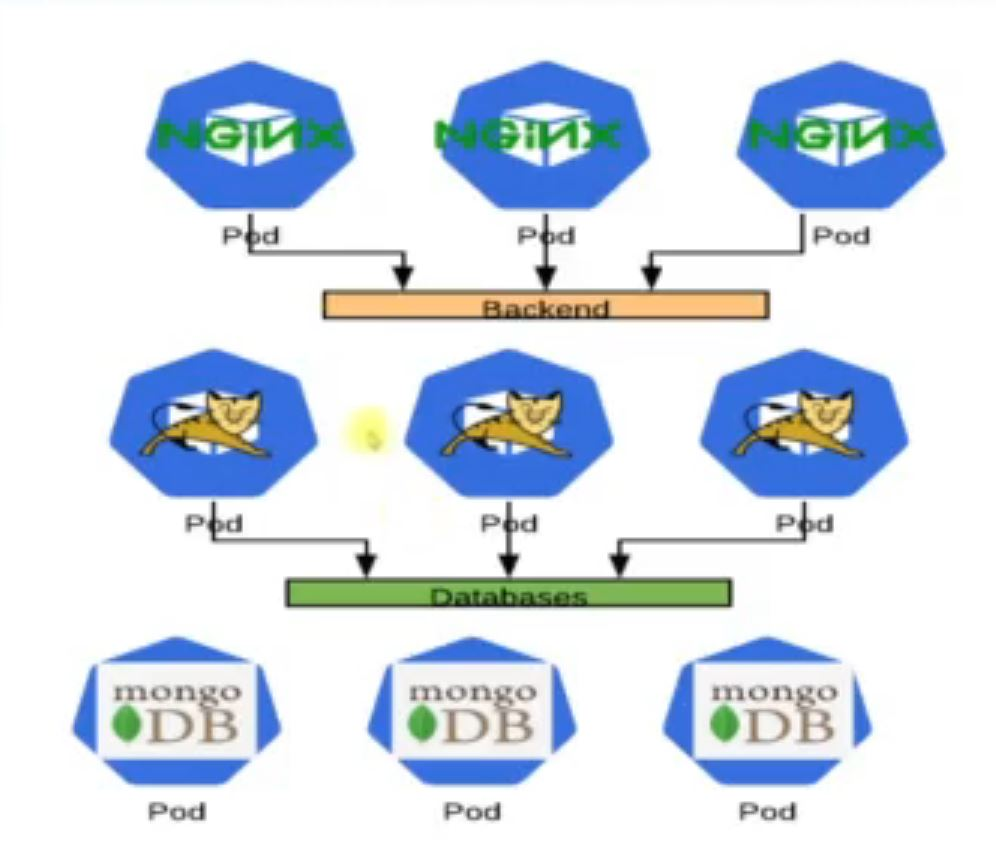 NGiNX NGiNX NGiNX
Pod Pod Pod
Backend
Pod Pod Pod
Databases
mongo mongo mongo
DB DB DB
Pod Pod Pod